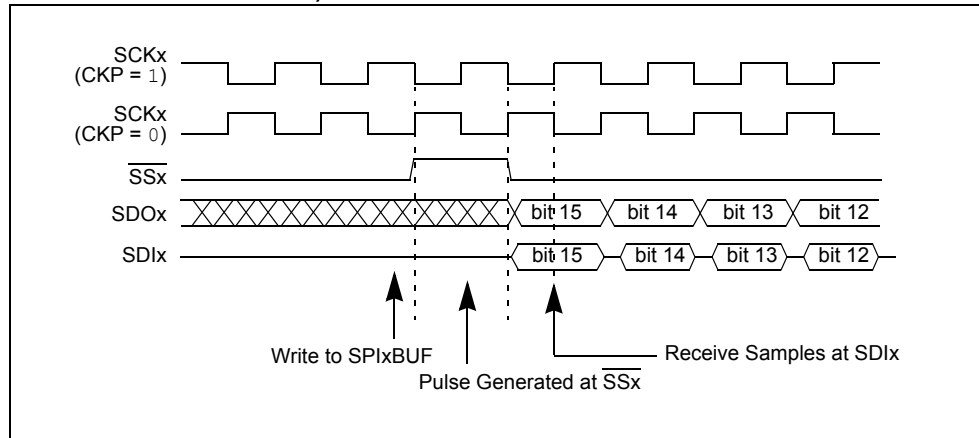 SCKx
(CKP = 1)
SCKx
(CKP = 0)
SSx
SDOx
bit 15 bit 14 bit 13 bit 12
SDIx
bit 15 bit 14 bit 13 bit 12
Write to SPIxBUF
Receive Samples at SDIx
Pulse Generated at SSx